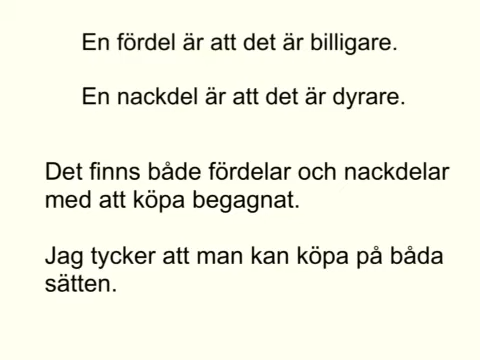 En fördel är att det är billigare.
En nackdel är att det är dyrare.
Det finns både fördelar och nackdelar
med att köpa begagnat.
Jag tycker att man kan köpa på båda
sätten.